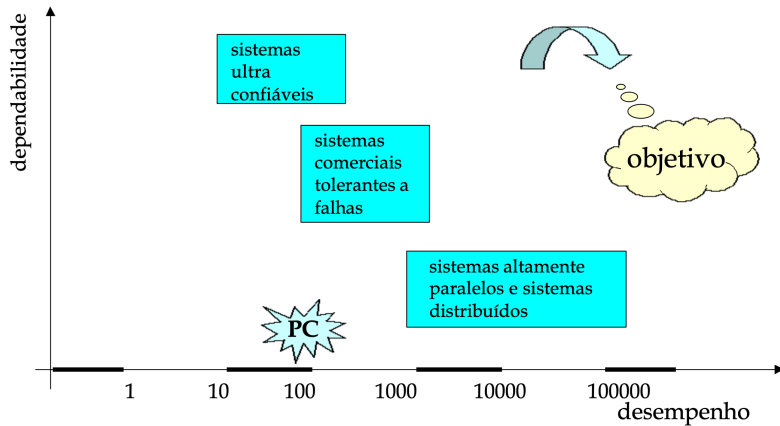 dependabilidade
sistemas
ultra
confiáveis
sistemas
comerciais
tolerantes a
falhas
objetivo
sistemas altamente
paralelos e sistemas
distribuídos
PC
1 10 100 1000 10000 100000
desempenho